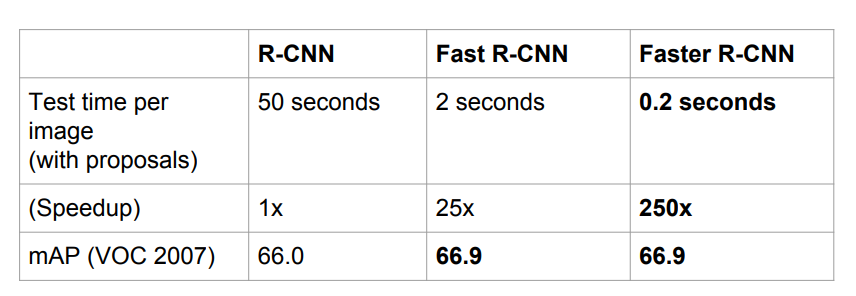 R-CNN Fast R-CNN Faster R-CNN
Test time per
image
(with proposals) 50 seconds 2 seconds 0.2 seconds
(Speedup) 1x 25x 250x
mAP (VOC 2007) 66.0 66.9 66.9